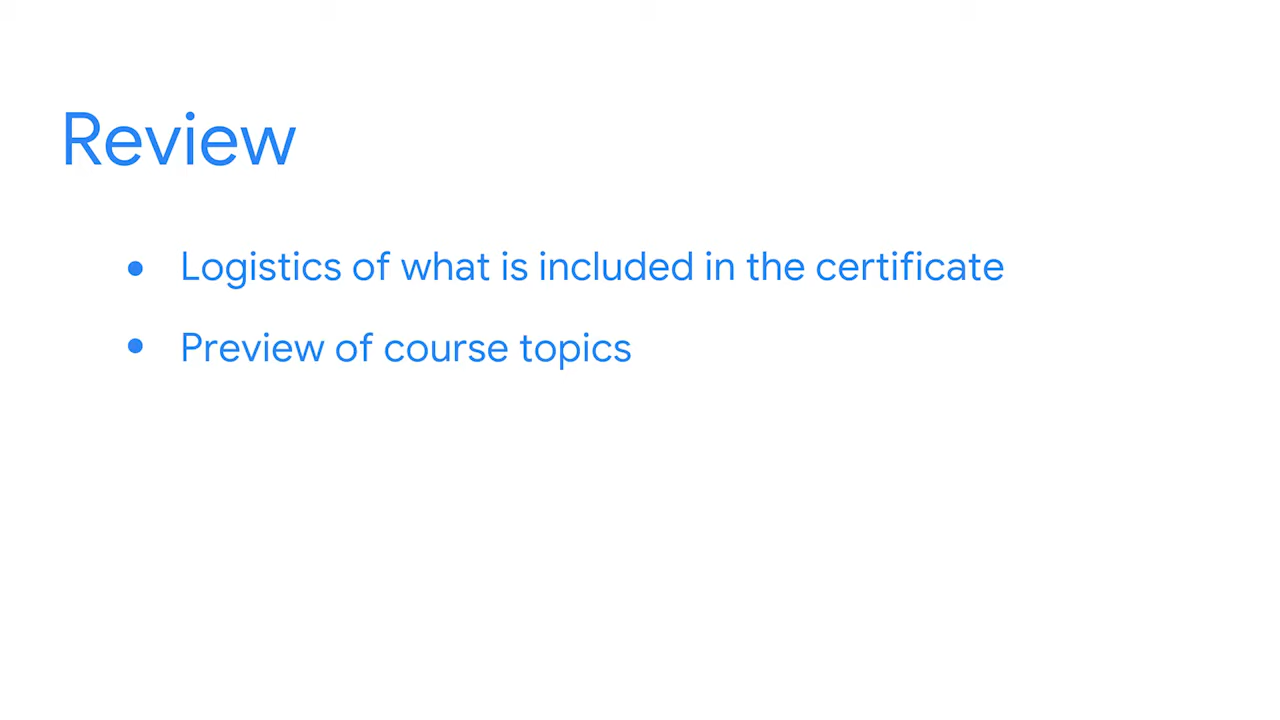 Review
• Logistics of what is included in the certificate
• Preview of course topics